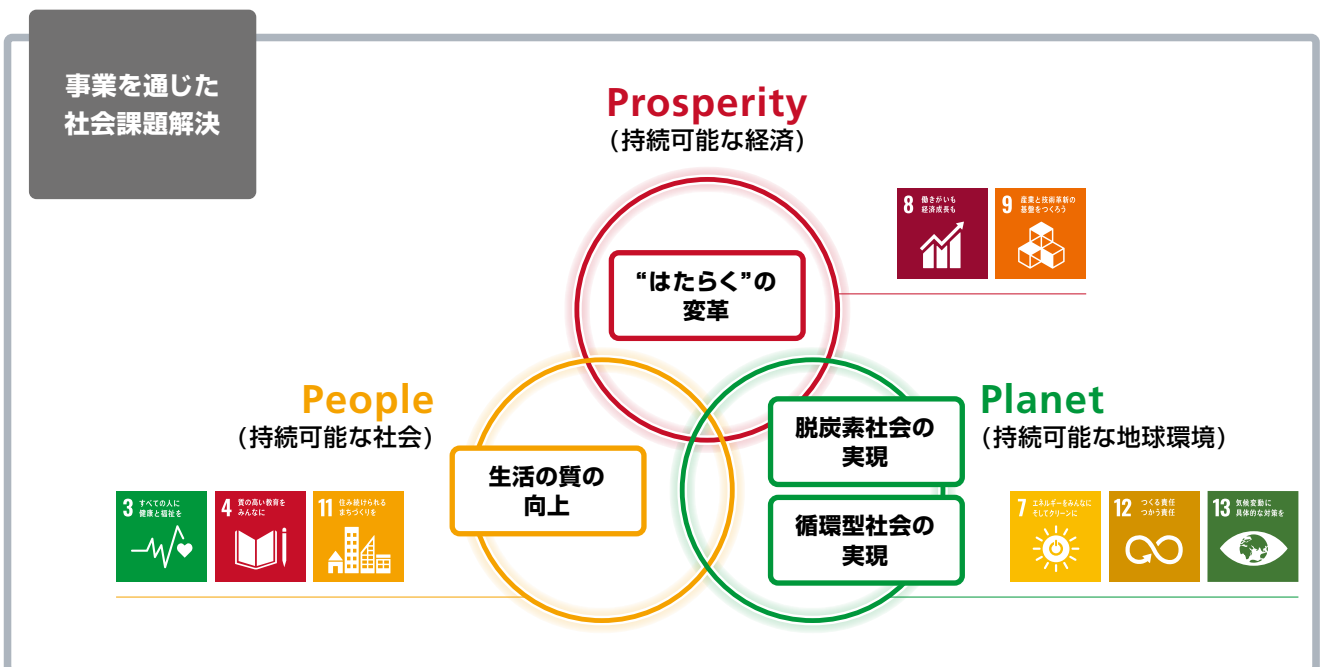 事業を通じた
社会課題解決
Prosperity
(持続可能な経済)
8 働きがいも
経済成長も
9 産業と技術革新の
基盤をつくろう
“はたらく”の
変革
People
(持続可能な社会)
生活の質の
向上
3 すべての人に
健康と福祉を
4 質の高い教育を
みんなに
11 住み続けられる
まちづくりを
Planet
(持続可能な地球環境)
脱炭素社会の
実現
循環型社会の
実現
7 エネルギーをみんなに
そしてクリーンに
12 つくる責任
つかう責任
13 気候変動に
具体的な対策を